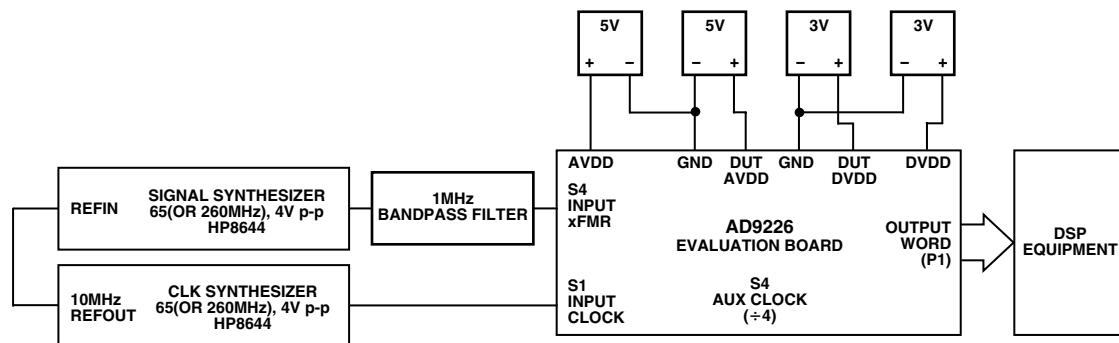 5V
5V
3V
3V
+ −
− +
− +
− +
AVDD
GND
DUT
AVDD
GND
DUT
DVDD
DVDD
REFIN
SIGNAL SYNTHESIZER
65(OR 260MHz), 4V p-p
HP8644
1MHz
BANDPASS FILTER
S4
INPUT
xFMR
AD9226
EVALUATION BOARD
OUTPUT
WORD
(P1)
DSP
EQUIPMENT
10MHz
REFOUT
CLK SYNTHESIZER
65(OR 260MHz), 4V p-p
HP8644
S1
INPUT
CLOCK
S4
AUX CLOCK
(÷4)